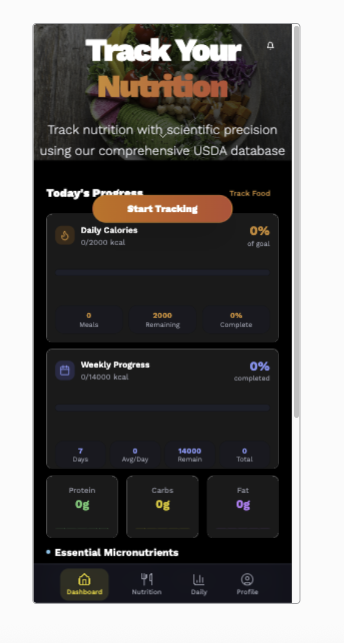 Track Your
Nutrition
Track nutrition with scientific precision
using our comprehensive USDA database
Today's Progress
Track Food
Start Tracking
Daily Calories
0/2000 kcal
0%
of goal
0
Meals
2000
Remaining
0%
Complete
Weekly Progress
0/14000 kcal
0%
completed
7
Days
0
Avg/Day
14000
Remain
0
Total
Protein
0g
Carbs
0g
Fat
0g
Essential Micronutrients
Dashboard
Nutrition
Daily
Profile